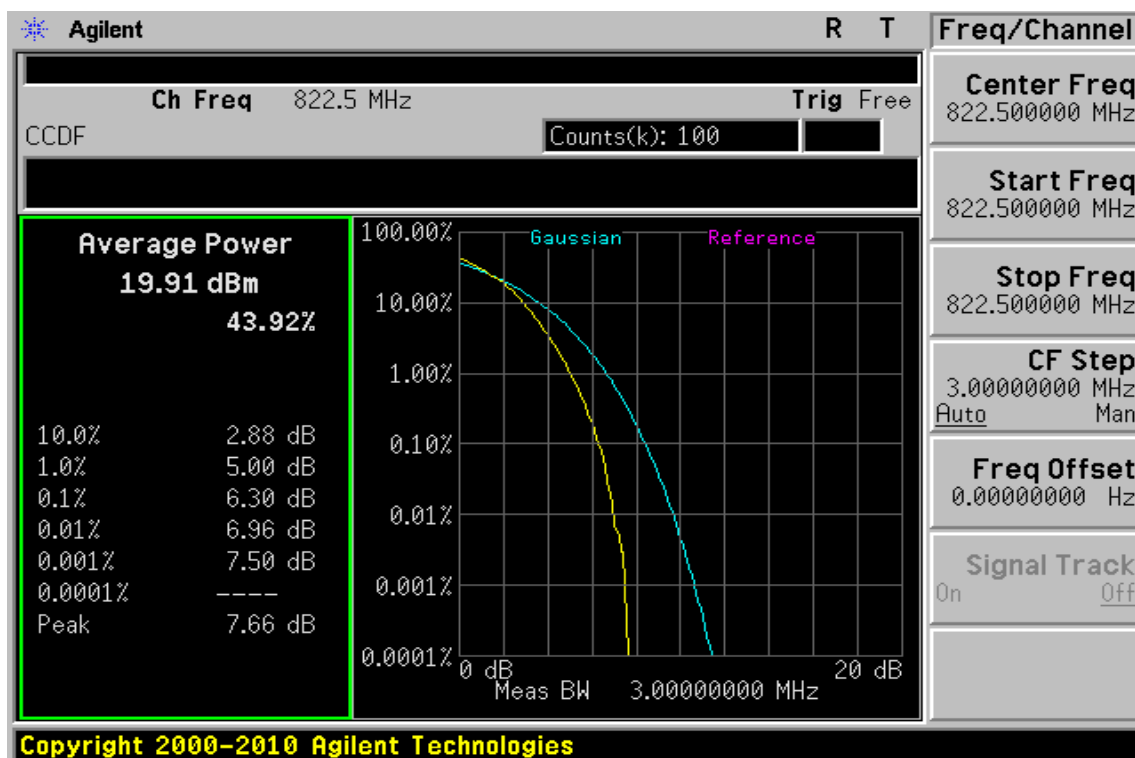 Agilent R T
Ch Freq 822.5 MHz Trig Free
CCDF
Counts(k): 100
Average Power
19.91 dBm
43.92%
10.0% 2.88 dB
1.0% 5.00 dB
0.1% 6.30 dB
0.01% 6.96 dB
0.001% 7.50 dB
0.0001% ----
Peak 7.66 dB
Gaussian Reference
100.00%
10.00%
1.00%
0.10%
0.01%
0.001%
0.0001%
0 dB 20 dB
Meas BW 3.00000000 MHz
Freq/Channel
Center Freq
822.500000 MHz
Start Freq
822.500000 MHz
Stop Freq
822.500000 MHz
CF Step
3.00000000 MHz
Auto Man
Freq Offset
0.00000000 Hz
Signal Track
On Off
Copyright 2000-2010 Agilent Technologies